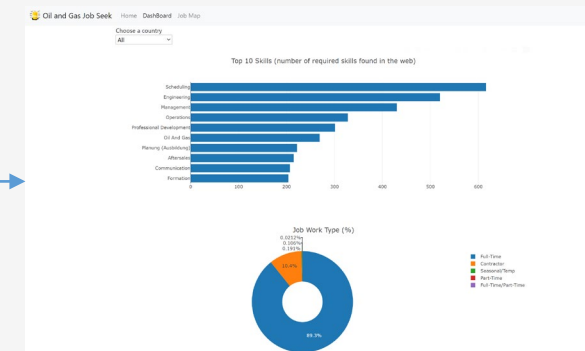 Oil and Gas Job Seek Home DashBoard Job Map
Choose a country
All
Top 10 Skills (number of required skills found in the web)
Scheduling
Engineering
Management
Operations
Professional Development
Oil And Gas
Planung (Ausbildung)
Aftersales
Communication
Formation
0 100 200 300 400 500 600
Job Work Type (%)
0.0212%
0.106%
0.191%
10.4%
89.3%
Full-Time
Contractor
Seasonal/Temp
Part-Time
Full-Time/Part-Time